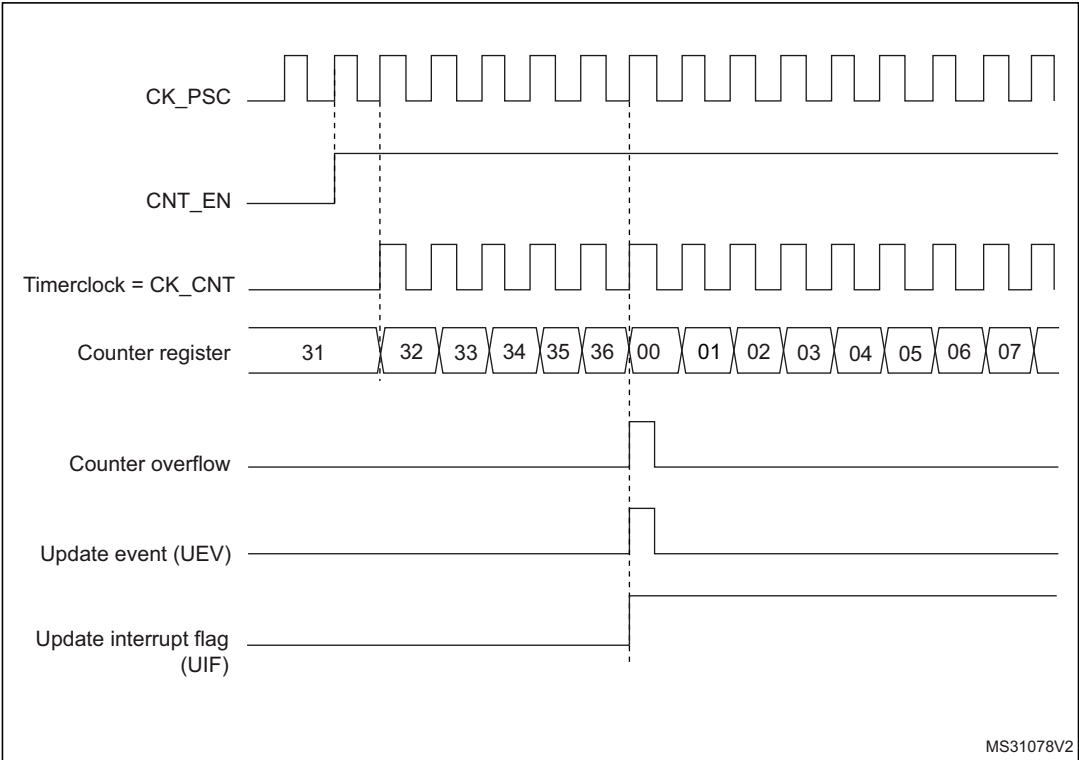 CK_PSC
CNT_EN
Timerclock = CK_CNT
Counter register 31 32 33 34 35 36 00 01 02 03 04 05 06 07
Counter overflow
Update event (UEV)
Update interrupt flag
(UIF)
MS31078V2